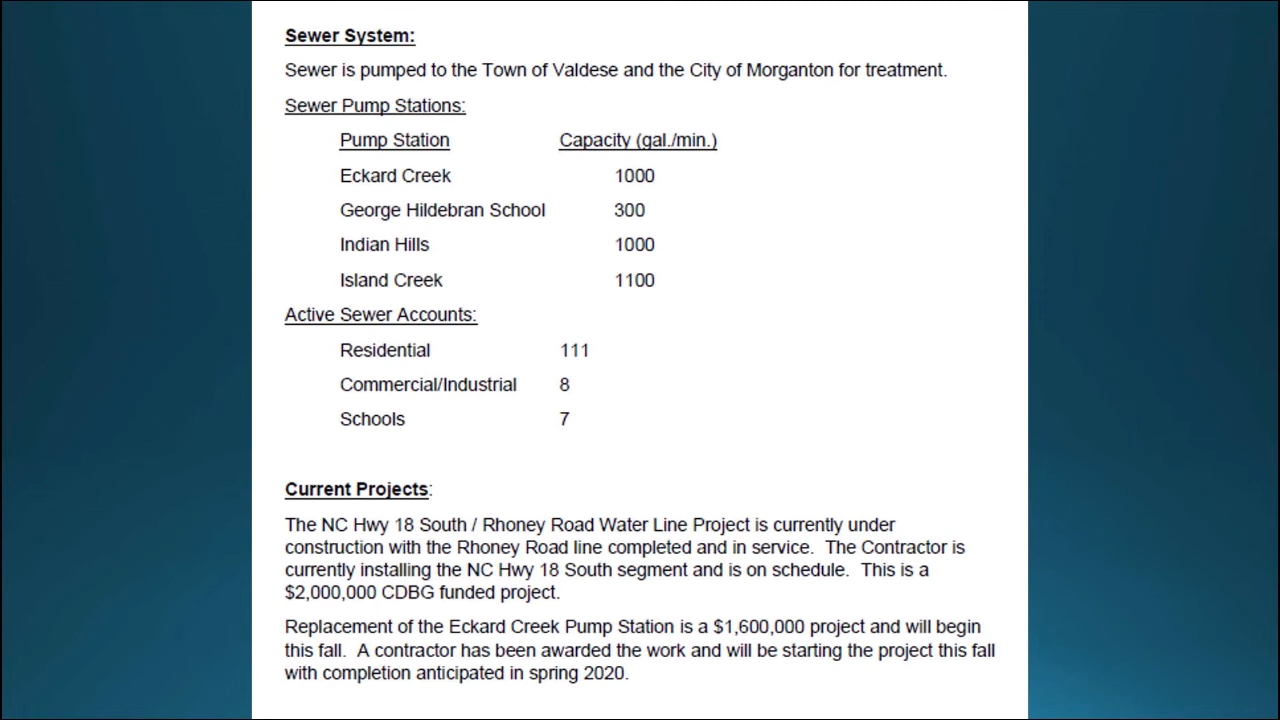 Sewer System:
Sewer is pumped to the Town of Valdese and the City of Morganton for treatment.
Sewer Pump Stations:
Pump Station Capacity (gal./min.)
Eckard Creek 1000
George Hildebran School 300
Indian Hills 1000
Island Creek 1100
Active Sewer Accounts:
Residential 111
Commercial/Industrial 8
Schools 7
Current Projects:
The NC Hwy 18 South / Rhoney Road Water Line Project is currently under
construction with the Rhoney Road line completed and in service. The Contractor is
currently installing the NC Hwy 18 South segment and is on schedule. This is a
$2,000,000 CDBG funded project.
Replacement of the Eckard Creek Pump Station is a $1,600,000 project and will begin
this fall. A contractor has been awarded the work and will be starting the project this fall
with completion anticipated in spring 2020.